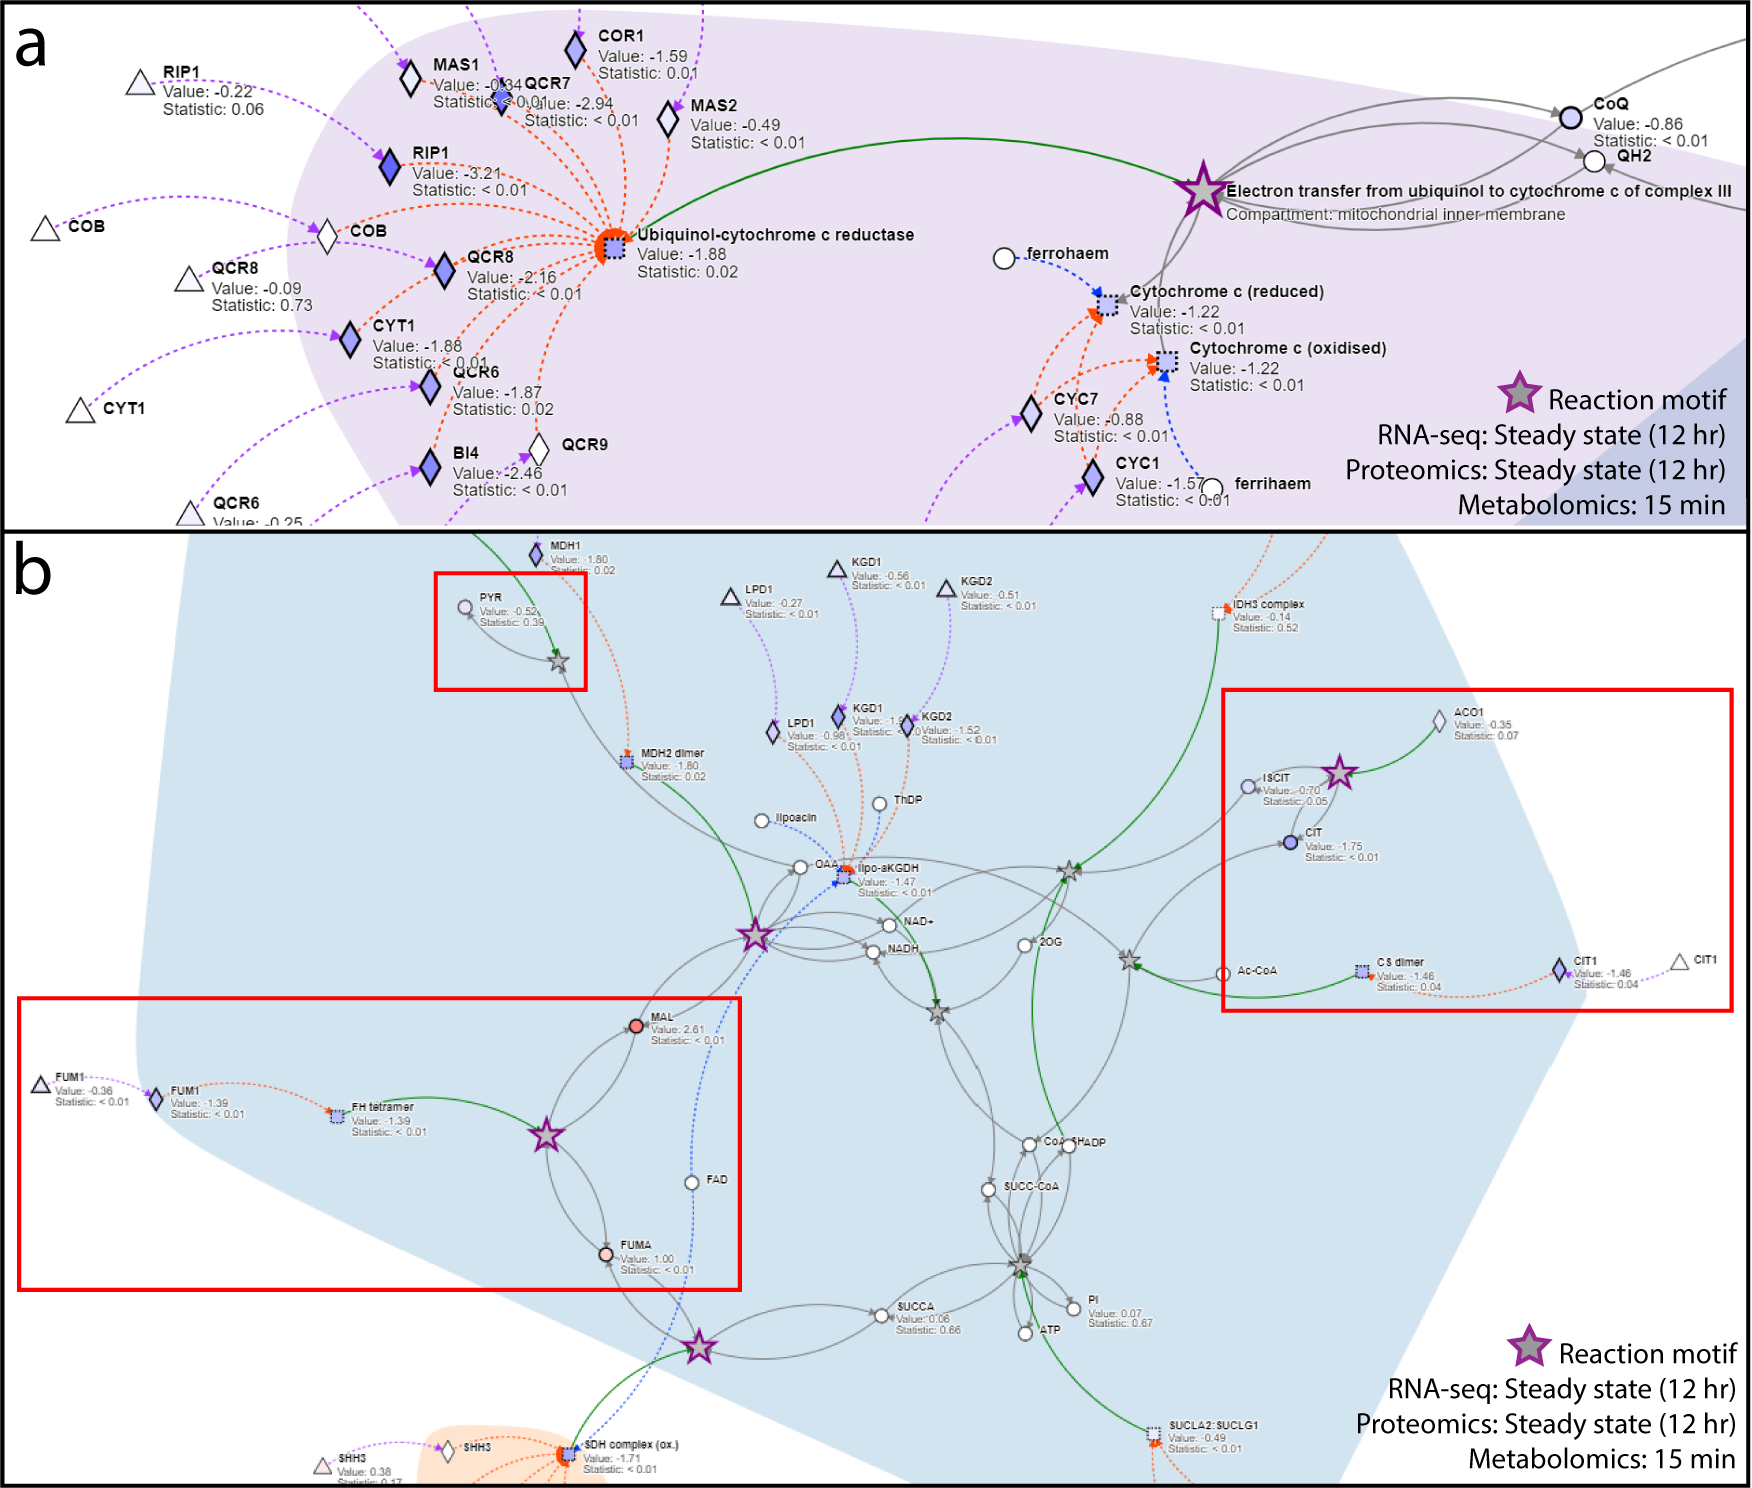 a
RIP1
Value: -0.22
Statistic: 0.06
MAS1
Value: -0.34
Statistic: < 0.01
QCR7
Value: -2.94
Statistic: < 0.01
COR1
Value: -1.59
Statistic: 0.01
MAS2
Value: -0.49
Statistic: < 0.01
CoQ
Value: -0.86
Statistic: < 0.01
QH2
RIP1
Value: -3.21
Statistic: < 0.01
Electron transfer from ubiquinol to cytochrome c of complex III
Compartment: mitochondrial inner membrane
COB
COB
Ubiquinol-cytochrome c reductase
Value: -1.88
Statistic: 0.02
QCR8
Value: -0.09
Statistic: 0.73
QCR8
Value: -2.16
Statistic: < 0.01
ferrohaem
Cytochrome c (reduced)
Value: -1.22
Statistic: < 0.01
CYT1
Value: -1.88
Statistic: < 0.01
Cytochrome c (oxidised)
Value: -1.22
Statistic: < 0.01
QCR6
Value: -1.87
Statistic: 0.02
CYT1
CYC7
Value: -0.88
Statistic: < 0.01
BI4
Value: -2.46
Statistic: < 0.01
QCR9
CYC1
Value: -1.57
Statistic: < 0.01
ferrihaem
QCR6
Value: -0.25
Reaction motif
RNA-seq: Steady state (12 hr)
Proteomics: Steady state (12 hr)
Metabolomics: 15 min
b
MDH1
Value: -1.80
Statistic: 0.02
PYR
Value: -0.52
Statistic: 0.39
LPD1
Value: -0.27
Statistic: < 0.01
KGD1
Value: -0.56
Statistic: < 0.01
KGD2
Value: -0.51
Statistic: < 0.01
IDH3 complex
Value: -0.14
Statistic: 0.52
LPD1
Value: -0.98
Statistic: < 0.01
KGD1
KGD2
Value: -1.52
Statistic: < 0.01
MDH2 dimer
Value: -1.80
Statistic: 0.02
ACO1
Value: -0.35
Statistic: 0.07
ISCIT
Value: -0.70
Statistic: 0.05
CIT
Value: -1.75
Statistic: < 0.01
lipoacin
ThDP
OAA
lipo-aKGDH
Value: -1.47
Statistic: < 0.01
NAD+
NADH
2OG
Ac-CoA
CS dimer
Value: -1.46
Statistic: 0.04
CIT1
Value: -1.46
Statistic: 0.04
CIT1
MAL
Value: 2.61
Statistic: < 0.01
FUM1
Value: -0.36
Statistic: < 0.01
FUM1
Value: -1.39
Statistic: < 0.01
FH tetramer
Value: -1.39
Statistic: < 0.01
CoA-SH
ADP
FAD
SUCC-CoA
FUMA
Value: 1.00
Statistic: < 0.01
SUCCA
Value: 0.06
Statistic: 0.66
PI
Value: 0.07
Statistic: 0.67
ATP
SUCLA2:SUCLG1
Value: -0.49
Statistic: < 0.01
SHH3
Value: 0.38
Statistic: 0.17
SHH3
SDH complex (ox.)
Value: -1.71
Statistic: < 0.01
Reaction motif
RNA-seq: Steady state (12 hr)
Proteomics: Steady state (12 hr)
Metabolomics: 15 min